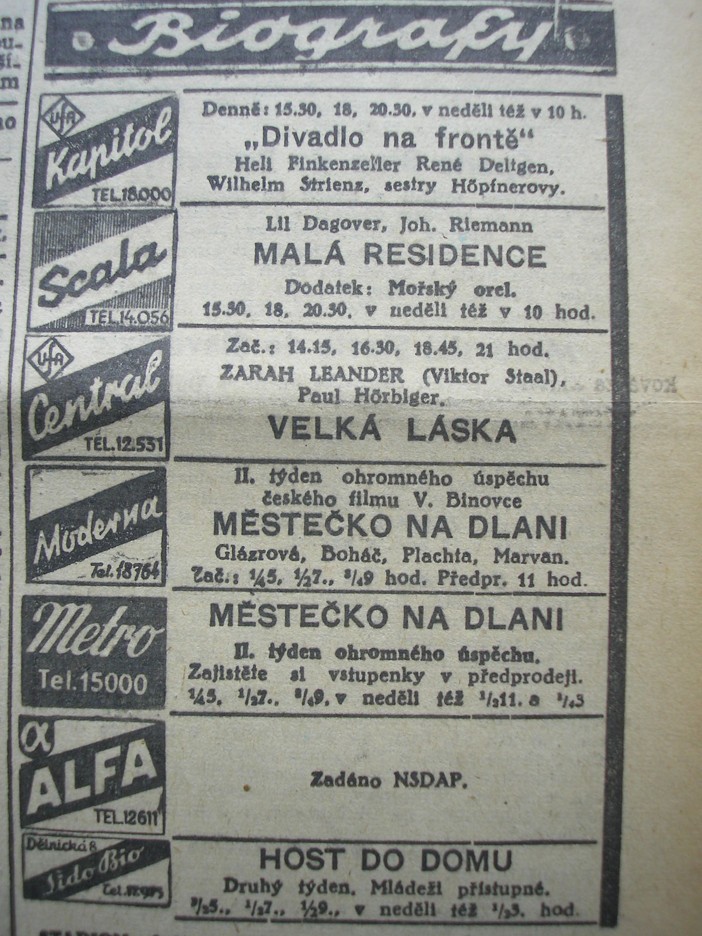 Biografy
UfA
Kapitol
TEL.18.000
Denně: 15.30, 18, 20.30, v neděli též v 10 h.
„Divadlo na frontě“
Heli Finkenzeller René Deltgen,
Wilhelm Strienz, sestry Höpfnerovy.
Scala
TEL.14.056
Lil Dagover, Joh. Riemann
MALÁ RESIDENCE
Dodatek: Mořský orel.
15.30, 18, 20.30, v neděli též v 10 hod.
UfA
Central
TEL.12.531
Zač.: 14.15, 16.30, 18.45, 21 hod.
ZARAH LEANDER (Viktor Staal),
Paul Hörbiger.
VELKÁ LÁSKA
Moderna
Tel.18764
II. týden ohromného úspěchu
českého filmu V. Binovce
MĚSTEČKO NA DLANI
Glázrová, Boháč, Plachta, Marvan.
Zač.: ¼5, ½7., ¾9 hod. Předpr. 11 hod.
Metro
Tel.15000
MĚSTEČKO NA DLANI
II. týden ohromného úspěchu.
Zajistěte si vstupenky v předprodeji.
¼5, ½7., ¾9, v neděli též ½11. a ¼3
α
ALFA
TEL.12611
Zadáno NSDAP.
Dělnická 8
Lido Bio
HOST DO DOMU
Druhý týden. Mládeži přístupné.
½7., ½9., v neděli též ½3. hod.